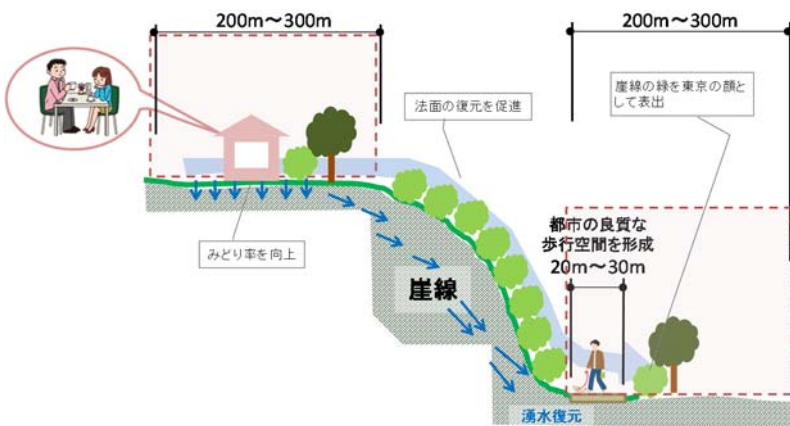 200m～300m
200m～300m
法面の復元を促進
崖線の緑を東京の顔と
して表出
みどり率を向上
都市の良質な
歩行空間を形成
20m～30m
崖線
湧水復元